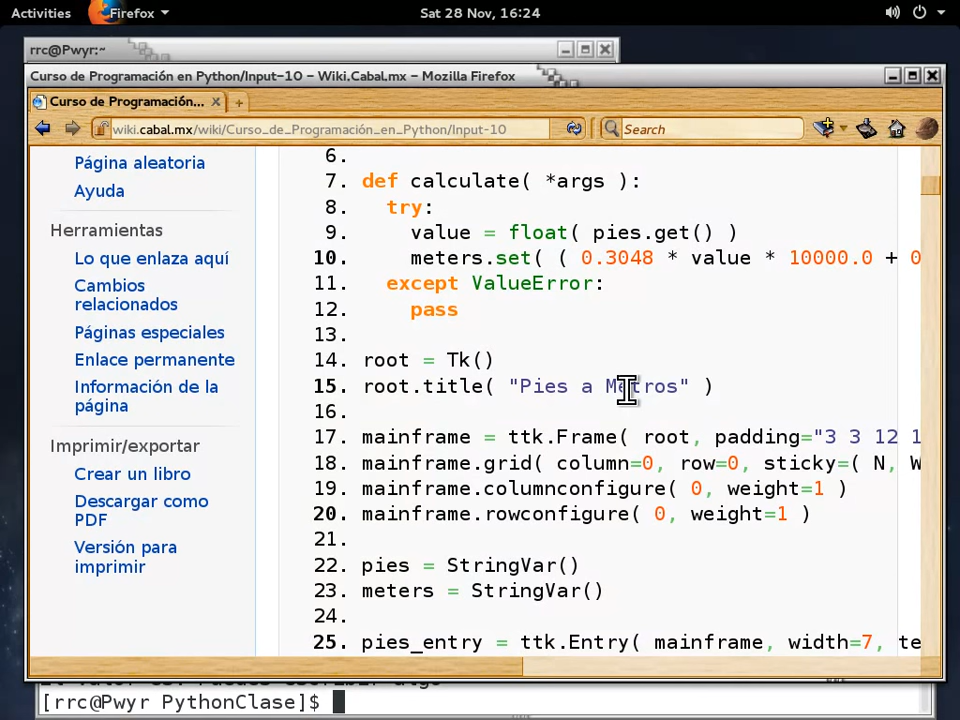 Activities
Firefox
Sat 28 Nov, 16:24
rrc@Pwyr:~
Curso de Programación en Python/Input-10 – Wiki.Cabal.mx – Mozilla Firefox
Curso de Programación...
wiki.cabal.mx/wiki/Curso_de_Programación_en_Python/Input-10
Search
Página aleatoria
Ayuda
Herramientas
Lo que enlaza aquí
Cambios
relacionados
Páginas especiales
Enlace permanente
Información de la
página
Imprimir/exportar
Crear un libro
Descargar como
PDF
Versión para
imprimir
6.
7. def calculate( *args ):
8. try:
9. value = float( pies.get() )
10. meters.set( ( 0.3048 * value * 10000.0 + 0
11. except ValueError:
12. pass
13.
14. root = Tk()
15. root.title( "Pies a Metros" )
16.
17. mainframe = ttk.Frame( root, padding="3 3 12 1
18. mainframe.grid( column=0, row=0, sticky=( N, W
19. mainframe.columnconfigure( 0, weight=1 )
20. mainframe.rowconfigure( 0, weight=1 )
21.
22. pies = StringVar()
23. meters = StringVar()
24.
25. pies_entry = ttk.Entry( mainframe, width=7, te
[rrc@Pwyr PythonClase]$